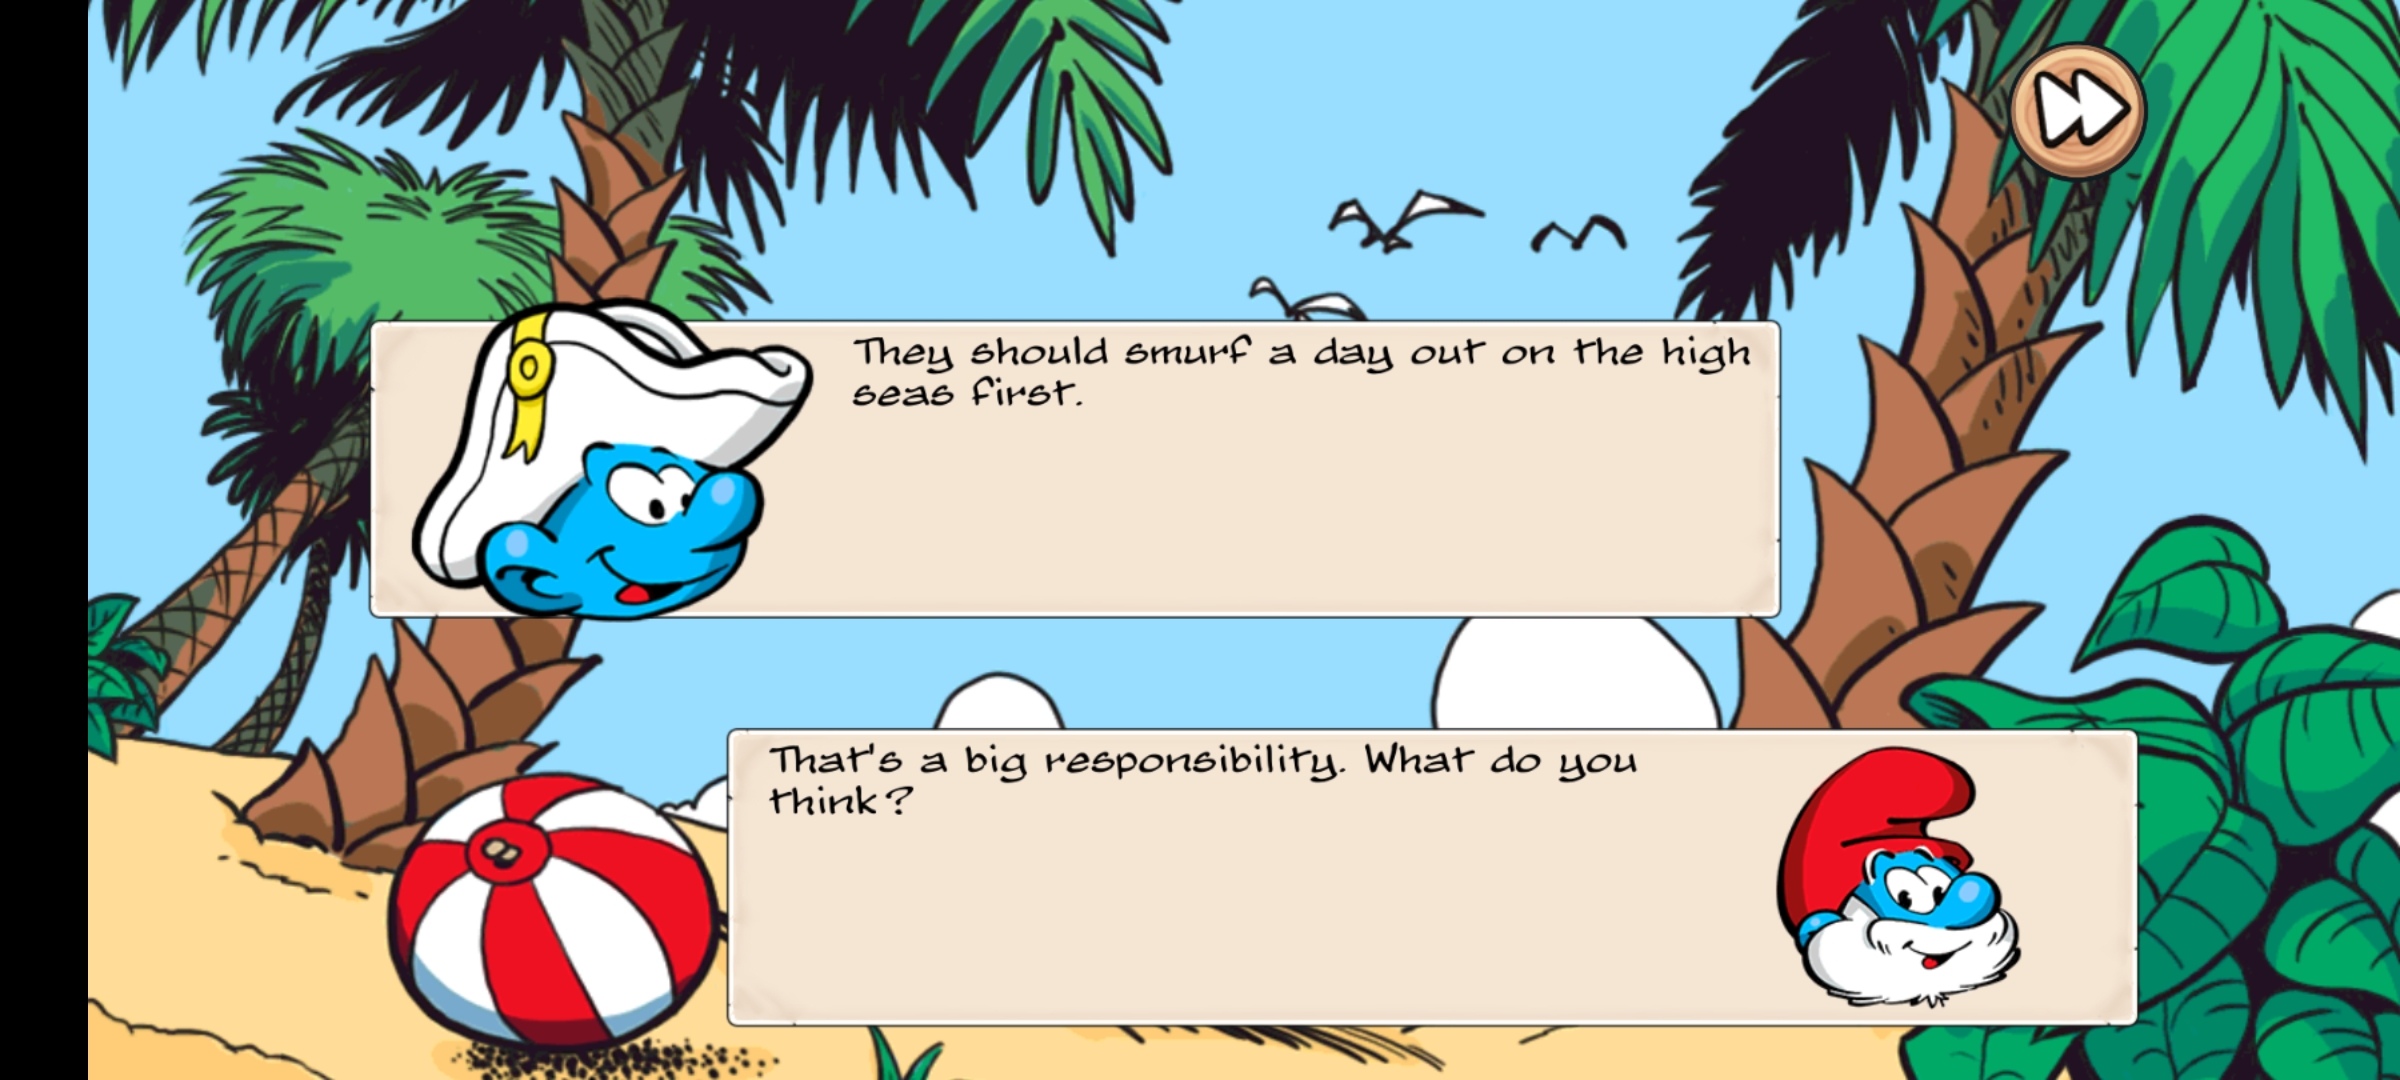 They should smurf a day out on the high
seas first.
That's a big responsibility. What do you
think?